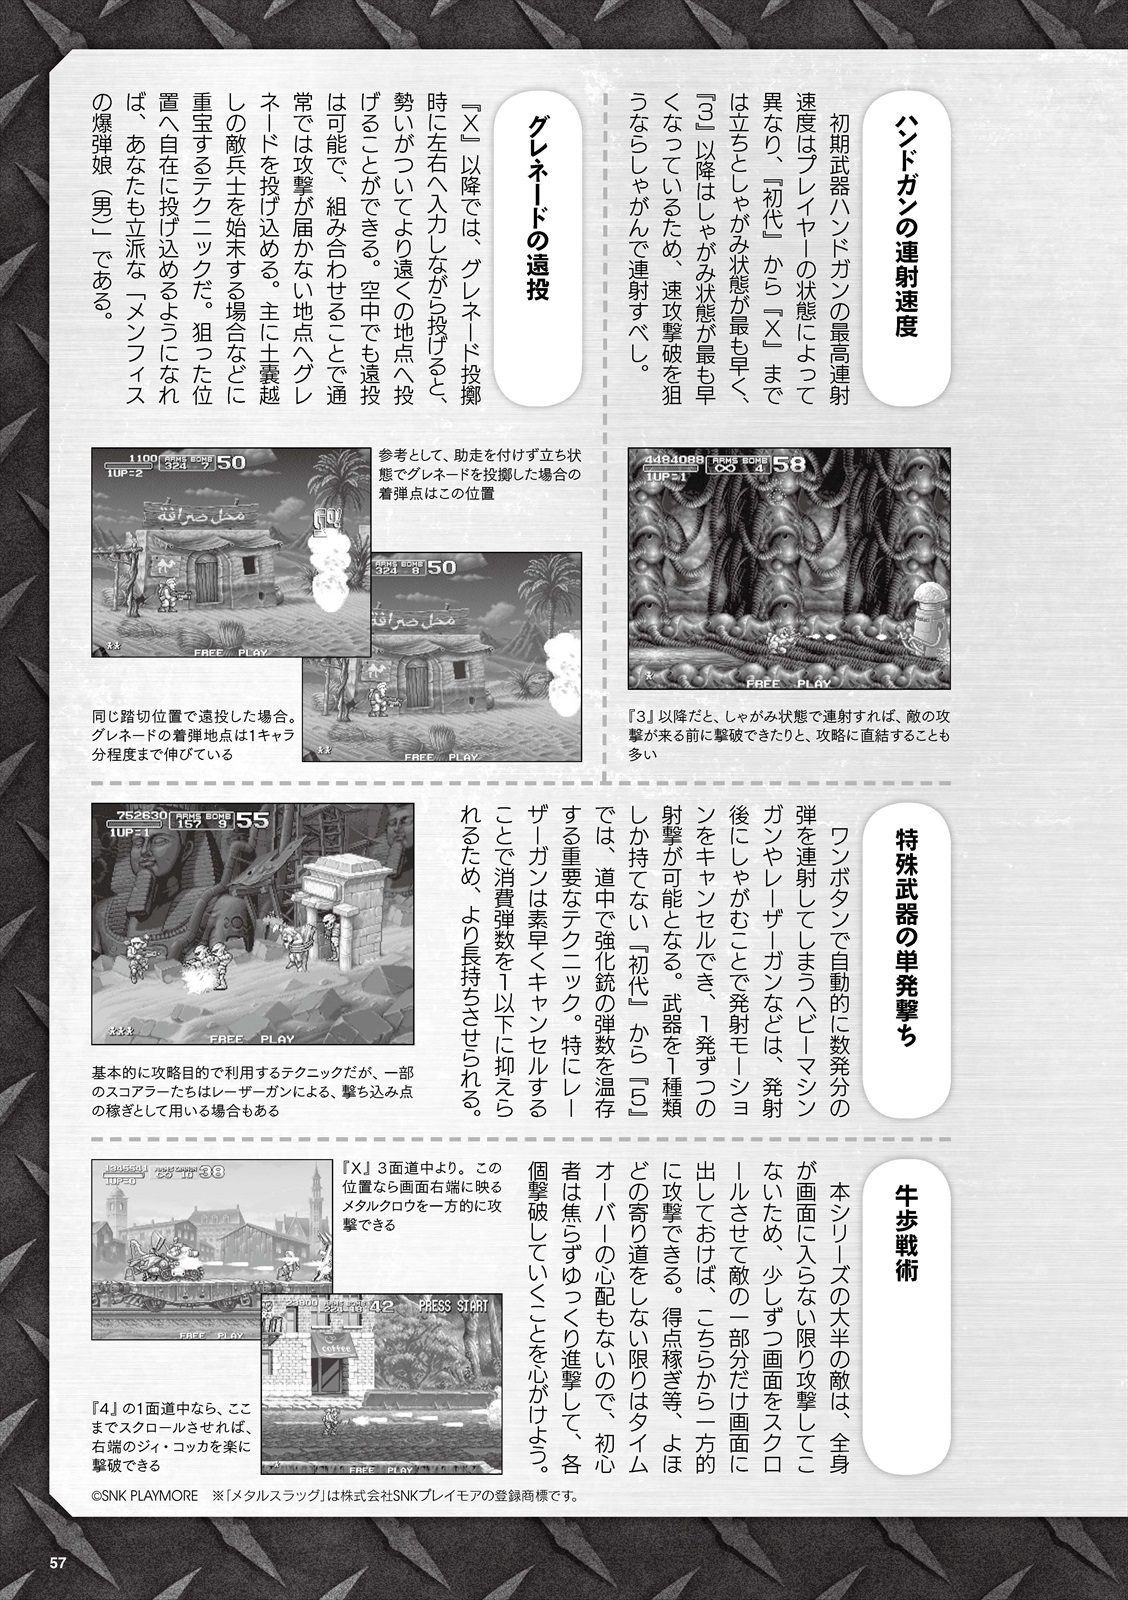 ハンドガンの連射速度
　初期武器ハンドガンの最高連射
速度はプレイヤーの状態によって
異なり、『初代』から『X』まで
は立ちとしゃがみ状態が最も早く、
『3』以降はしゃがみ状態が最も早
くなっているため、速攻撃破を狙
うならしゃがんで連射すべし。
4484088 ARMS BOMB
∞ 4 58
1UP=1
FREE PLAY
『3』以降だと、しゃがみ状態で連射すれば、敵の攻
撃が来る前に撃破できたりと、攻略に直結することも
多い
グレネードの遠投
『X』以降では、グレネード投擲
時に左右へ入力しながら投げると、
勢いがついてより遠くの地点へ投
げることができる。空中でも遠投
は可能で、組み合わせることで通
常では攻撃が届かない地点へグレ
ネードを投げ込める。主に土嚢越
しの敵兵士を始末する場合などに
重宝するテクニックだ。狙った位
置へ自在に投げ込めるようになれ
ば、あなたも立派な「メンフィス
の爆弾娘（男）」である。
1100 ARMS BOMB
324 7 50
1UP=2
محل صرافة
GO!
FREE PLAY
参考として、助走を付けず立ち状
態でグレネードを投擲した場合の
着弾点はこの位置
ARMS BOMB
324 8 50
محل صرافة
FREE PLAY
同じ踏切位置で遠投した場合。
グレネードの着弾地点は1キャラ
分程度まで伸びている
特殊武器の単発撃ち
　ワンボタンで自動的に数発分の
弾を連射してしまうヘビーマシン
ガンやレーザーガンなどは、発射
後にしゃがむことで発射モーショ
ンをキャンセルでき、1発ずつの
射撃が可能となる。武器を1種類
しか持てない『初代』から『5』
では、道中で強化銃の弾数を温存
する重要なテクニック。特にレー
ザーガンは素早くキャンセルする
ことで消費弾数を1以下に抑えら
れるため、より長持ちさせられる。
752630 ARMS BOMB
157 9 55
1UP=1
FREE PLAY
基本的に攻略目的で利用するテクニックだが、一部
のスコアラーたちはレーザーガンによる、撃ち込み点
の稼ぎとして用いる場合もある
牛歩戦術
　本シリーズの大半の敵は、全身
が画面に入らない限り攻撃してこ
ないため、少しずつ画面をスクロ
ールさせて敵の一部分だけ画面に
出しておけば、こちらから一方的
に攻撃できる。得点稼ぎ等、よほ
どの寄り道をしない限りはタイム
オーバーの心配もないので、初心
者は焦らずゆっくり進撃して、各
個撃破していくことを心がけよう。
38
1UP=0
FREE PLAY
『X』3面道中より。この
位置なら画面右端に映る
メタルクロウを一方的に攻
撃できる
42
PRESS START
coffee
FREE PLAY
『4』の1面道中なら、ここ
までスクロールさせれば、
右端のジィ・コッカを楽に
撃破できる
©SNK PLAYMORE　※「メタルスラッグ」は株式会社SNKプレイモアの登録商標です。
57